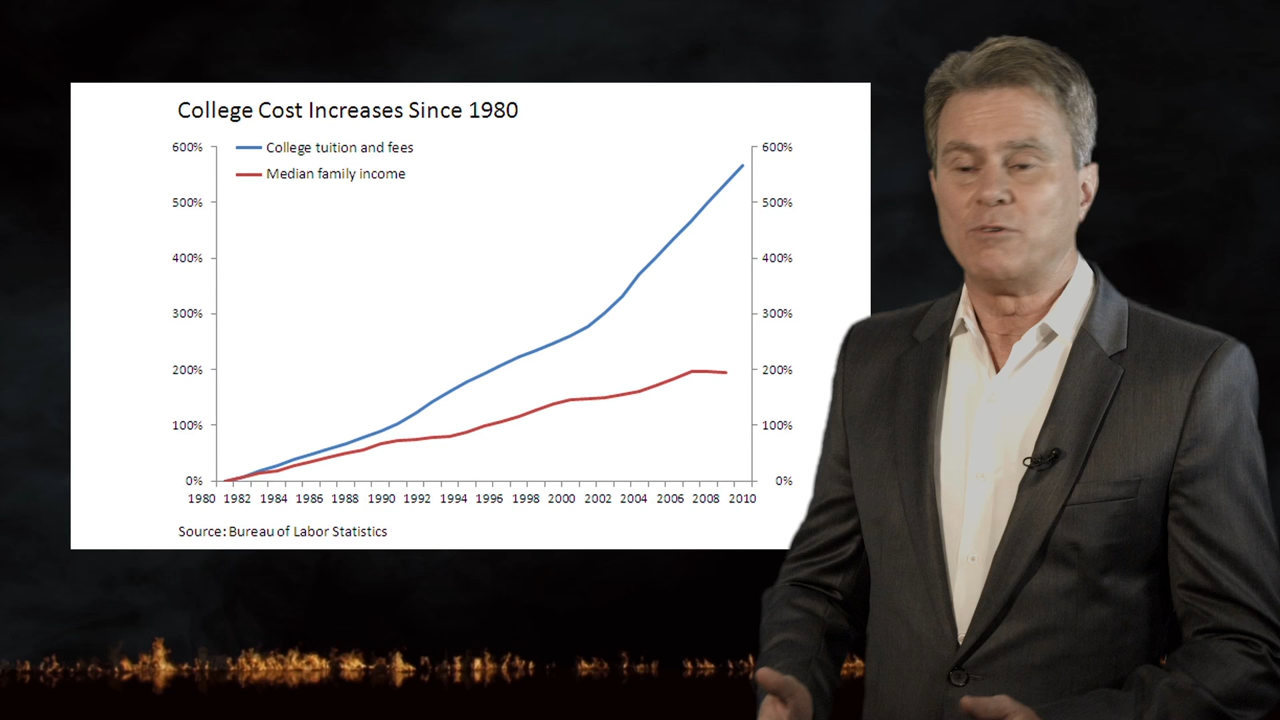 College Cost Increases Since 1980
600%
College tuition and fees
600%
Median family income
500%
500%
400%
400%
300%
300%
200%
200%
100%
100%
0%
0%
1980 1982 1984 1986 1988 1990 1992 1994 1996 1998 2000 2002 2004 2006 2008 2010
Source: Bureau of Labor Statistics